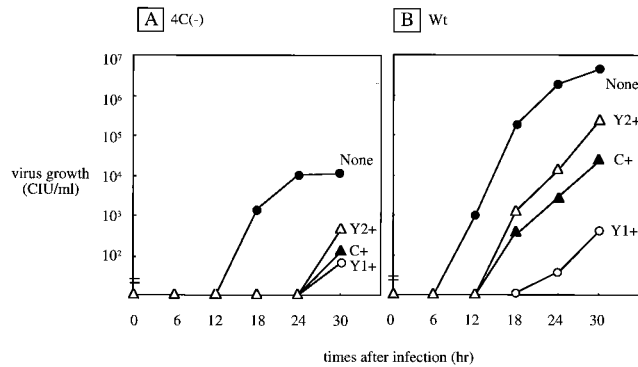 A 4C(-)
B Wt
10⁷
10⁶
10⁵
10⁴
10³
10²
virus growth
(CIU/ml)
None
Y2+
C+
Y1+
None
Y2+
C+
Y1+
0 6 12 18 24 30
0 6 12 18 24 30
times after infection (hr)